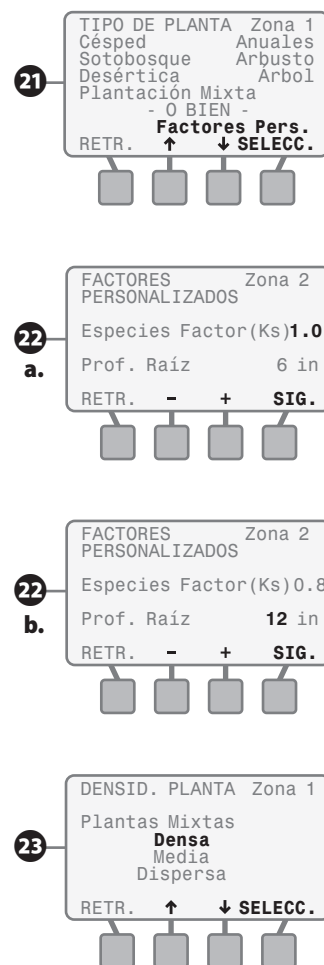 21
TIPO DE PLANTA Zona 1
Césped Anuales
Sotobosque Arbusto
Desértica Árbol
Plantación Mixta
- O BIEN -
Factores Pers.
RETR. ↑ ↓ SELECC.
22
a.
FACTORES Zona 2
PERSONALIZADOS
Especies Factor(Ks)1.0
Prof. Raíz 6 in
RETR. - + SIG.
22
b.
FACTORES Zona 2
PERSONALIZADOS
Especies Factor(Ks)0.8
Prof. Raíz 12 in
RETR. - + SIG.
23
DENSID. PLANTA Zona 1
Plantas Mixtas
Densa
Media
Dispersa
RETR. ↑ ↓ SELECC.